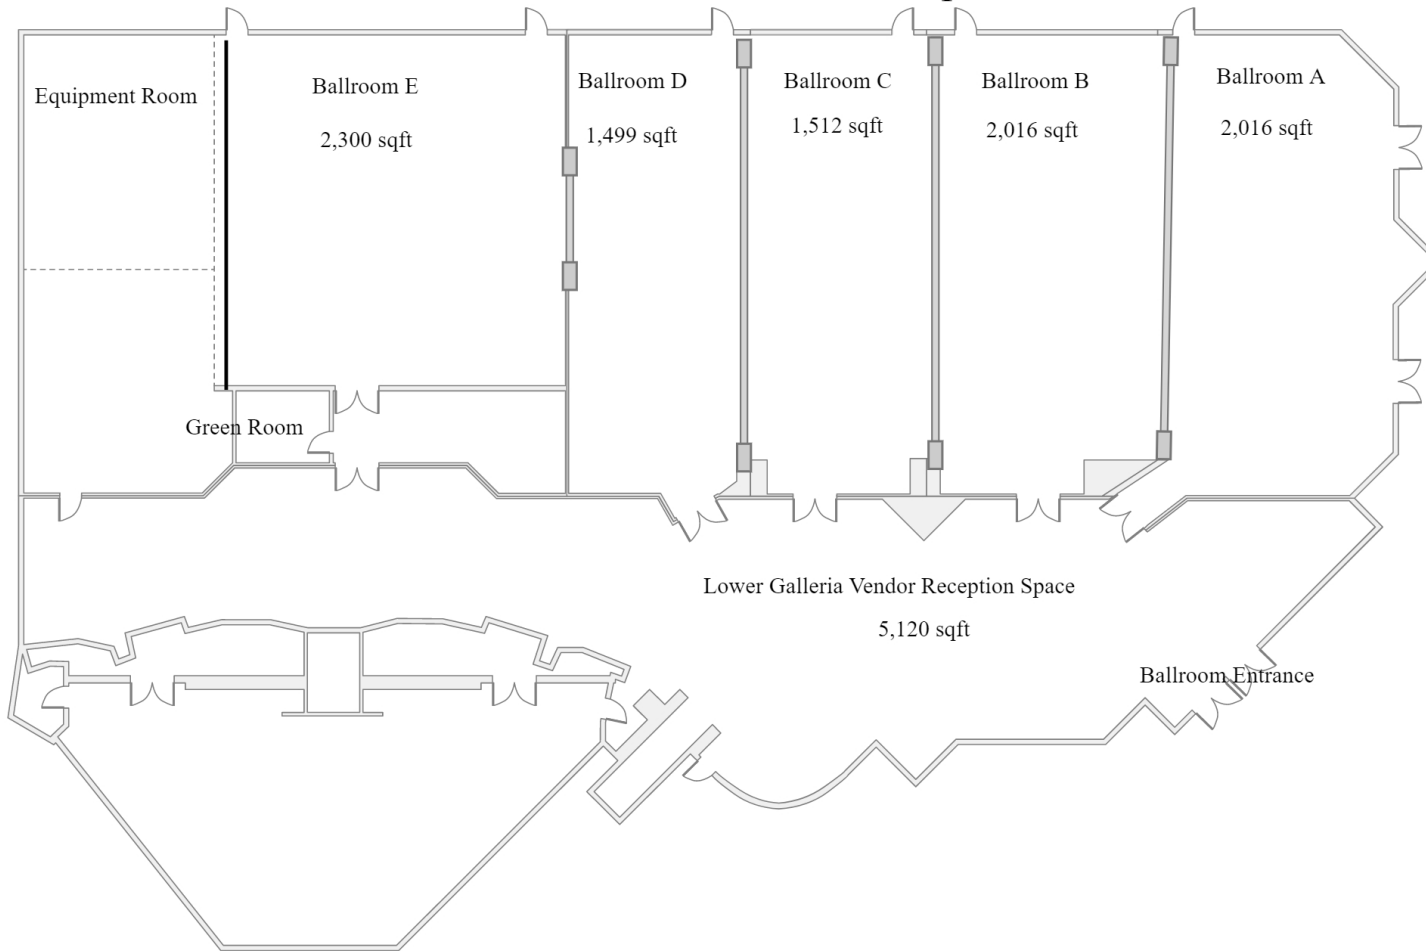 Equipment Room
Ballroom E
2,300 sqft
Ballroom D
1,499 sqft
Ballroom C
1,512 sqft
Ballroom B
2,016 sqft
Ballroom A
2,016 sqft
Green Room
Lower Galleria Vendor Reception Space
5,120 sqft
Ballroom Entrance